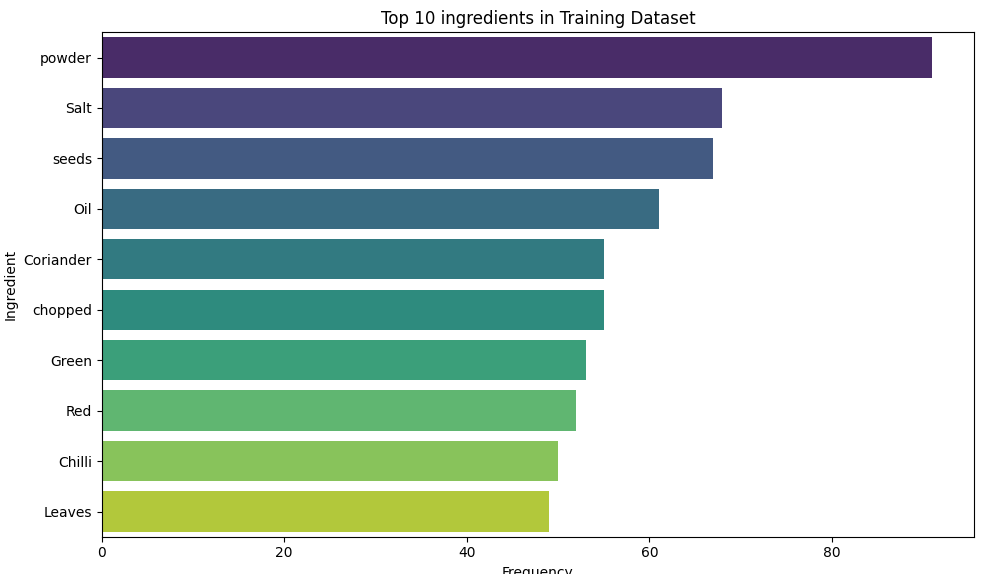 Top 10 ingredients in Training Dataset
powder
Salt
seeds
Oil
Coriander
chopped
Green
Red
Chilli
Leaves
Ingredient
0 20 40 60 80
Frequency